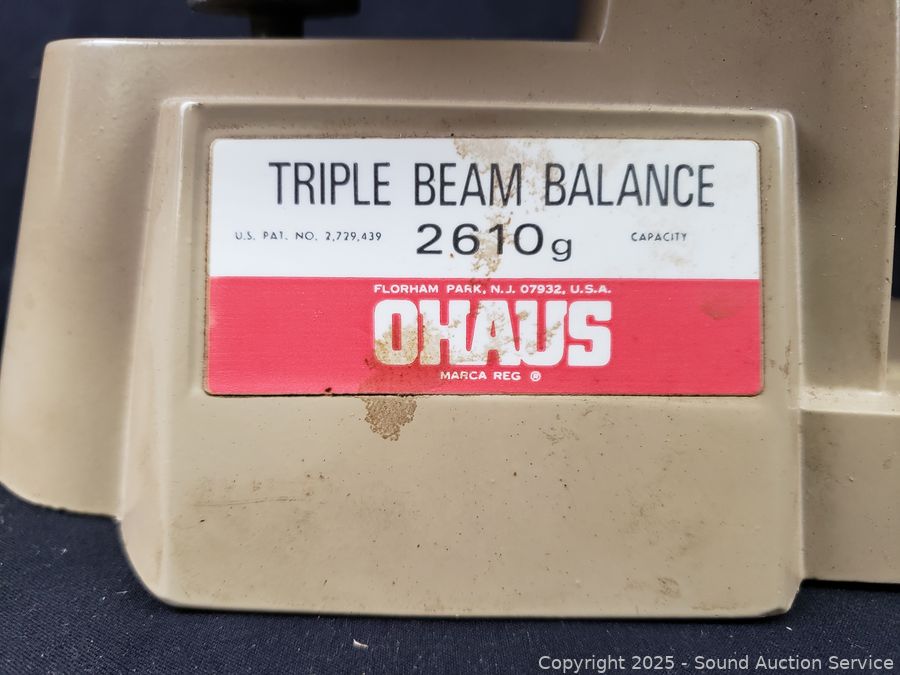 TRIPLE BEAM BALANCE
U.S. PAT. NO. 2,729,439 2610g CAPACITY
FLORHAM PARK, N.J. 07932, U.S.A.
OHAUS
MARCA REG ®
Copyright © 2025 - Sound Auction Service